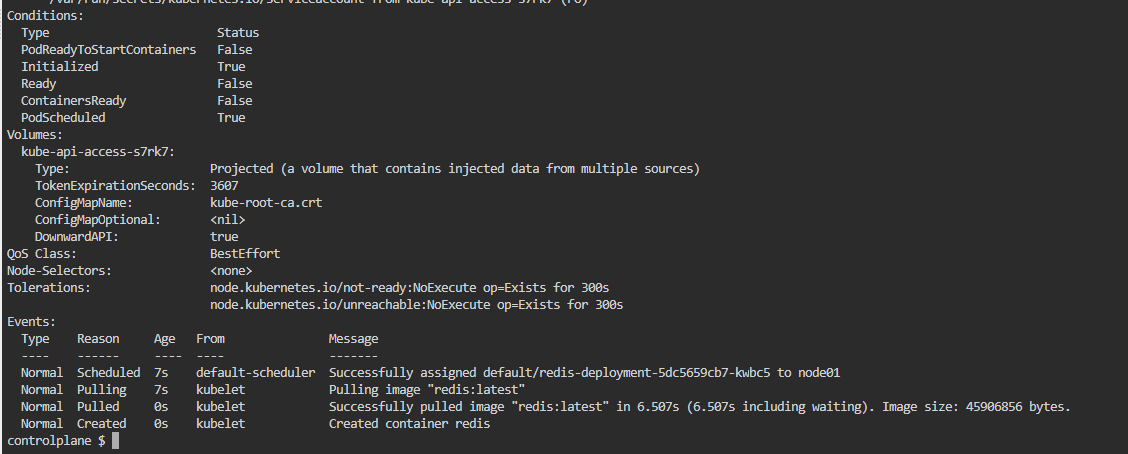 /var/run/secrets/kubernetes.io/serviceaccount from kube-api-access-s7rk7 (ro)
Conditions:
  Type                        Status
  PodReadyToStartContainers   False
  Initialized                 True
  Ready                       False
  ContainersReady             False
  PodScheduled                True
Volumes:
  kube-api-access-s7rk7:
    Type:                    Projected (a volume that contains injected data from multiple sources)
    TokenExpirationSeconds:  3607
    ConfigMapName:           kube-root-ca.crt
    ConfigMapOptional:       <nil>
    DownwardAPI:             true
QoS Class:                   BestEffort
Node-Selectors:              <none>
Tolerations:                 node.kubernetes.io/not-ready:NoExecute op=Exists for 300s
                             node.kubernetes.io/unreachable:NoExecute op=Exists for 300s
Events:
  Type    Reason     Age   From               Message
  ----    ------     ----  ----               -------
  Normal  Scheduled  7s    default-scheduler  Successfully assigned default/redis-deployment-5dc5659cb7-kwbc5 to node01
  Normal  Pulling    7s    kubelet            Pulling image "redis:latest"
  Normal  Pulled     0s    kubelet            Successfully pulled image "redis:latest" in 6.507s (6.507s including waiting). Image size: 45906856 bytes.
  Normal  Created    0s    kubelet            Created container redis
controlplane $